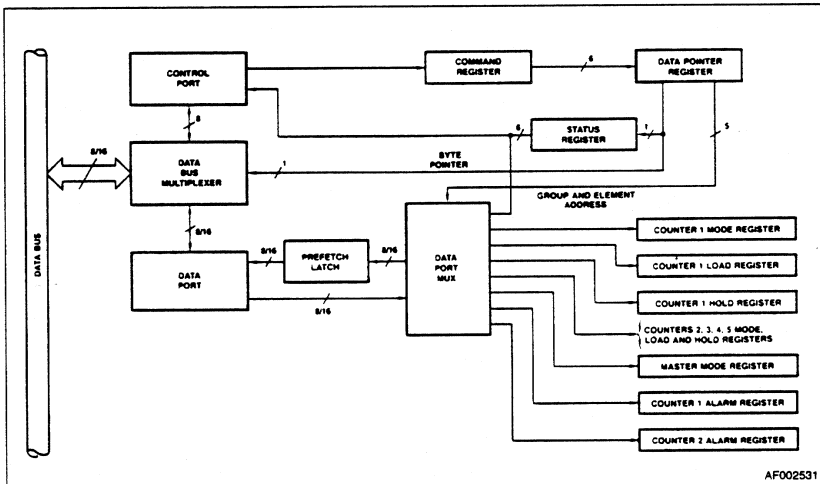 CONTROL
PORT
COMMAND
REGISTER
6
DATA POINTER
REGISTER
8
6
STATUS
REGISTER
1
5
8/16
DATA
BUS
MULTIPLEXER
1
BYTE
POINTER
GROUP AND ELEMENT
ADDRESS
8/16
DATA BUS
DATA
PORT
8/16
PREFETCH
LATCH
8/16
8/16
DATA
PORT
MUX
COUNTER 1 MODE REGISTER
COUNTER 1 LOAD REGISTER
COUNTER 1 HOLD REGISTER
COUNTERS 2, 3, 4, 5 MODE,
LOAD AND HOLD REGISTERS
MASTER MODE REGISTER
COUNTER 1 ALARM REGISTER
COUNTER 2 ALARM REGISTER
AF002531